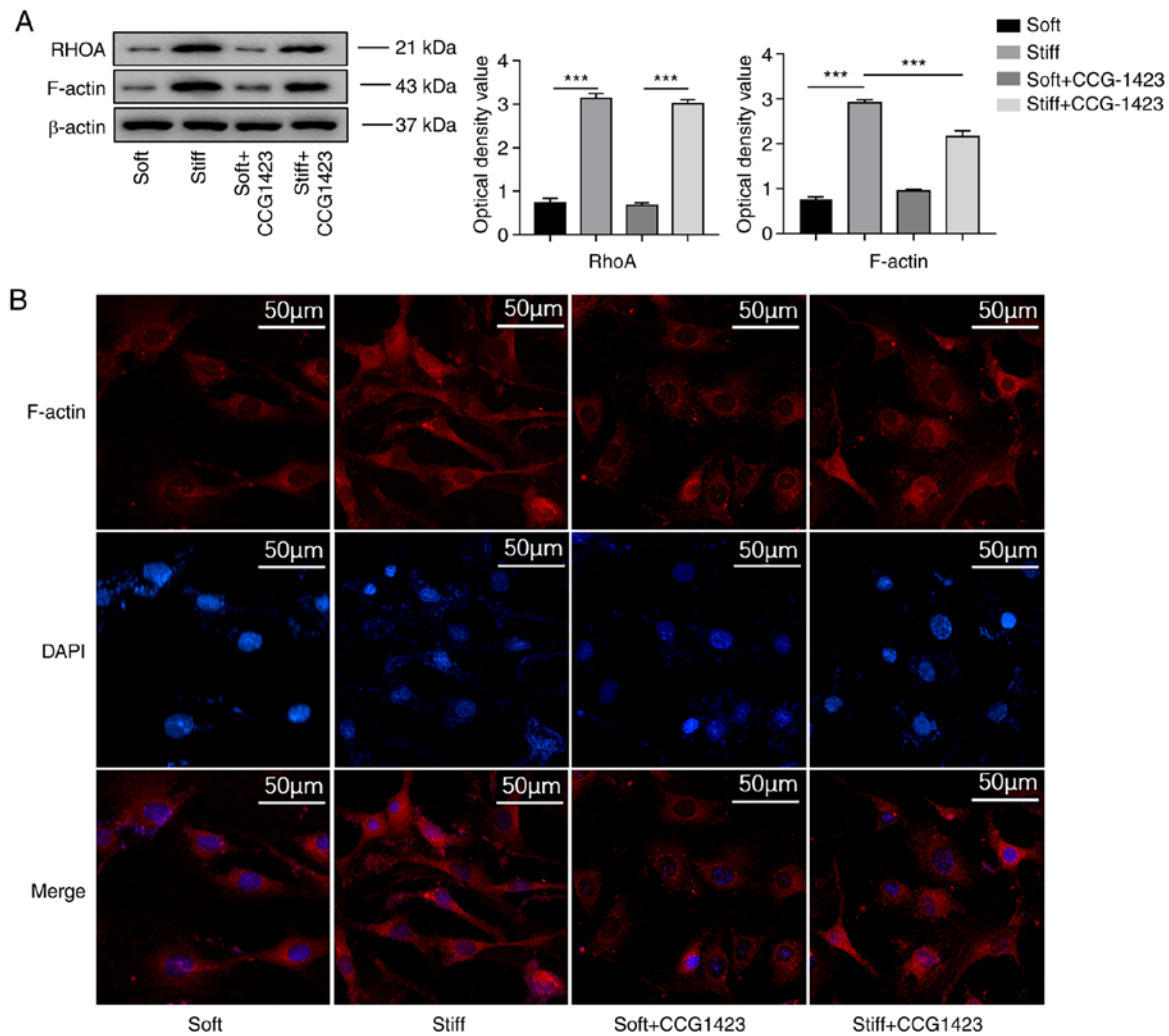 A
RHOA
21 kDa
F-actin
43 kDa
β-actin
37 kDa
Soft
Stiff
Soft+
CCG1423
Stiff+
CCG1423
Optical density value
4
3
2
1
0
***
***
RhoA
Optical density value
4
3
2
1
0
***
***
F-actin
Soft
Stiff
Soft+CCG-1423
Stiff+CCG-1423
B
50μm
50μm
50μm
50μm
F-actin
50μm
50μm
50μm
50μm
DAPI
50μm
50μm
50μm
50μm
Merge
Soft
Stiff
Soft+CCG1423
Stiff+CCG1423